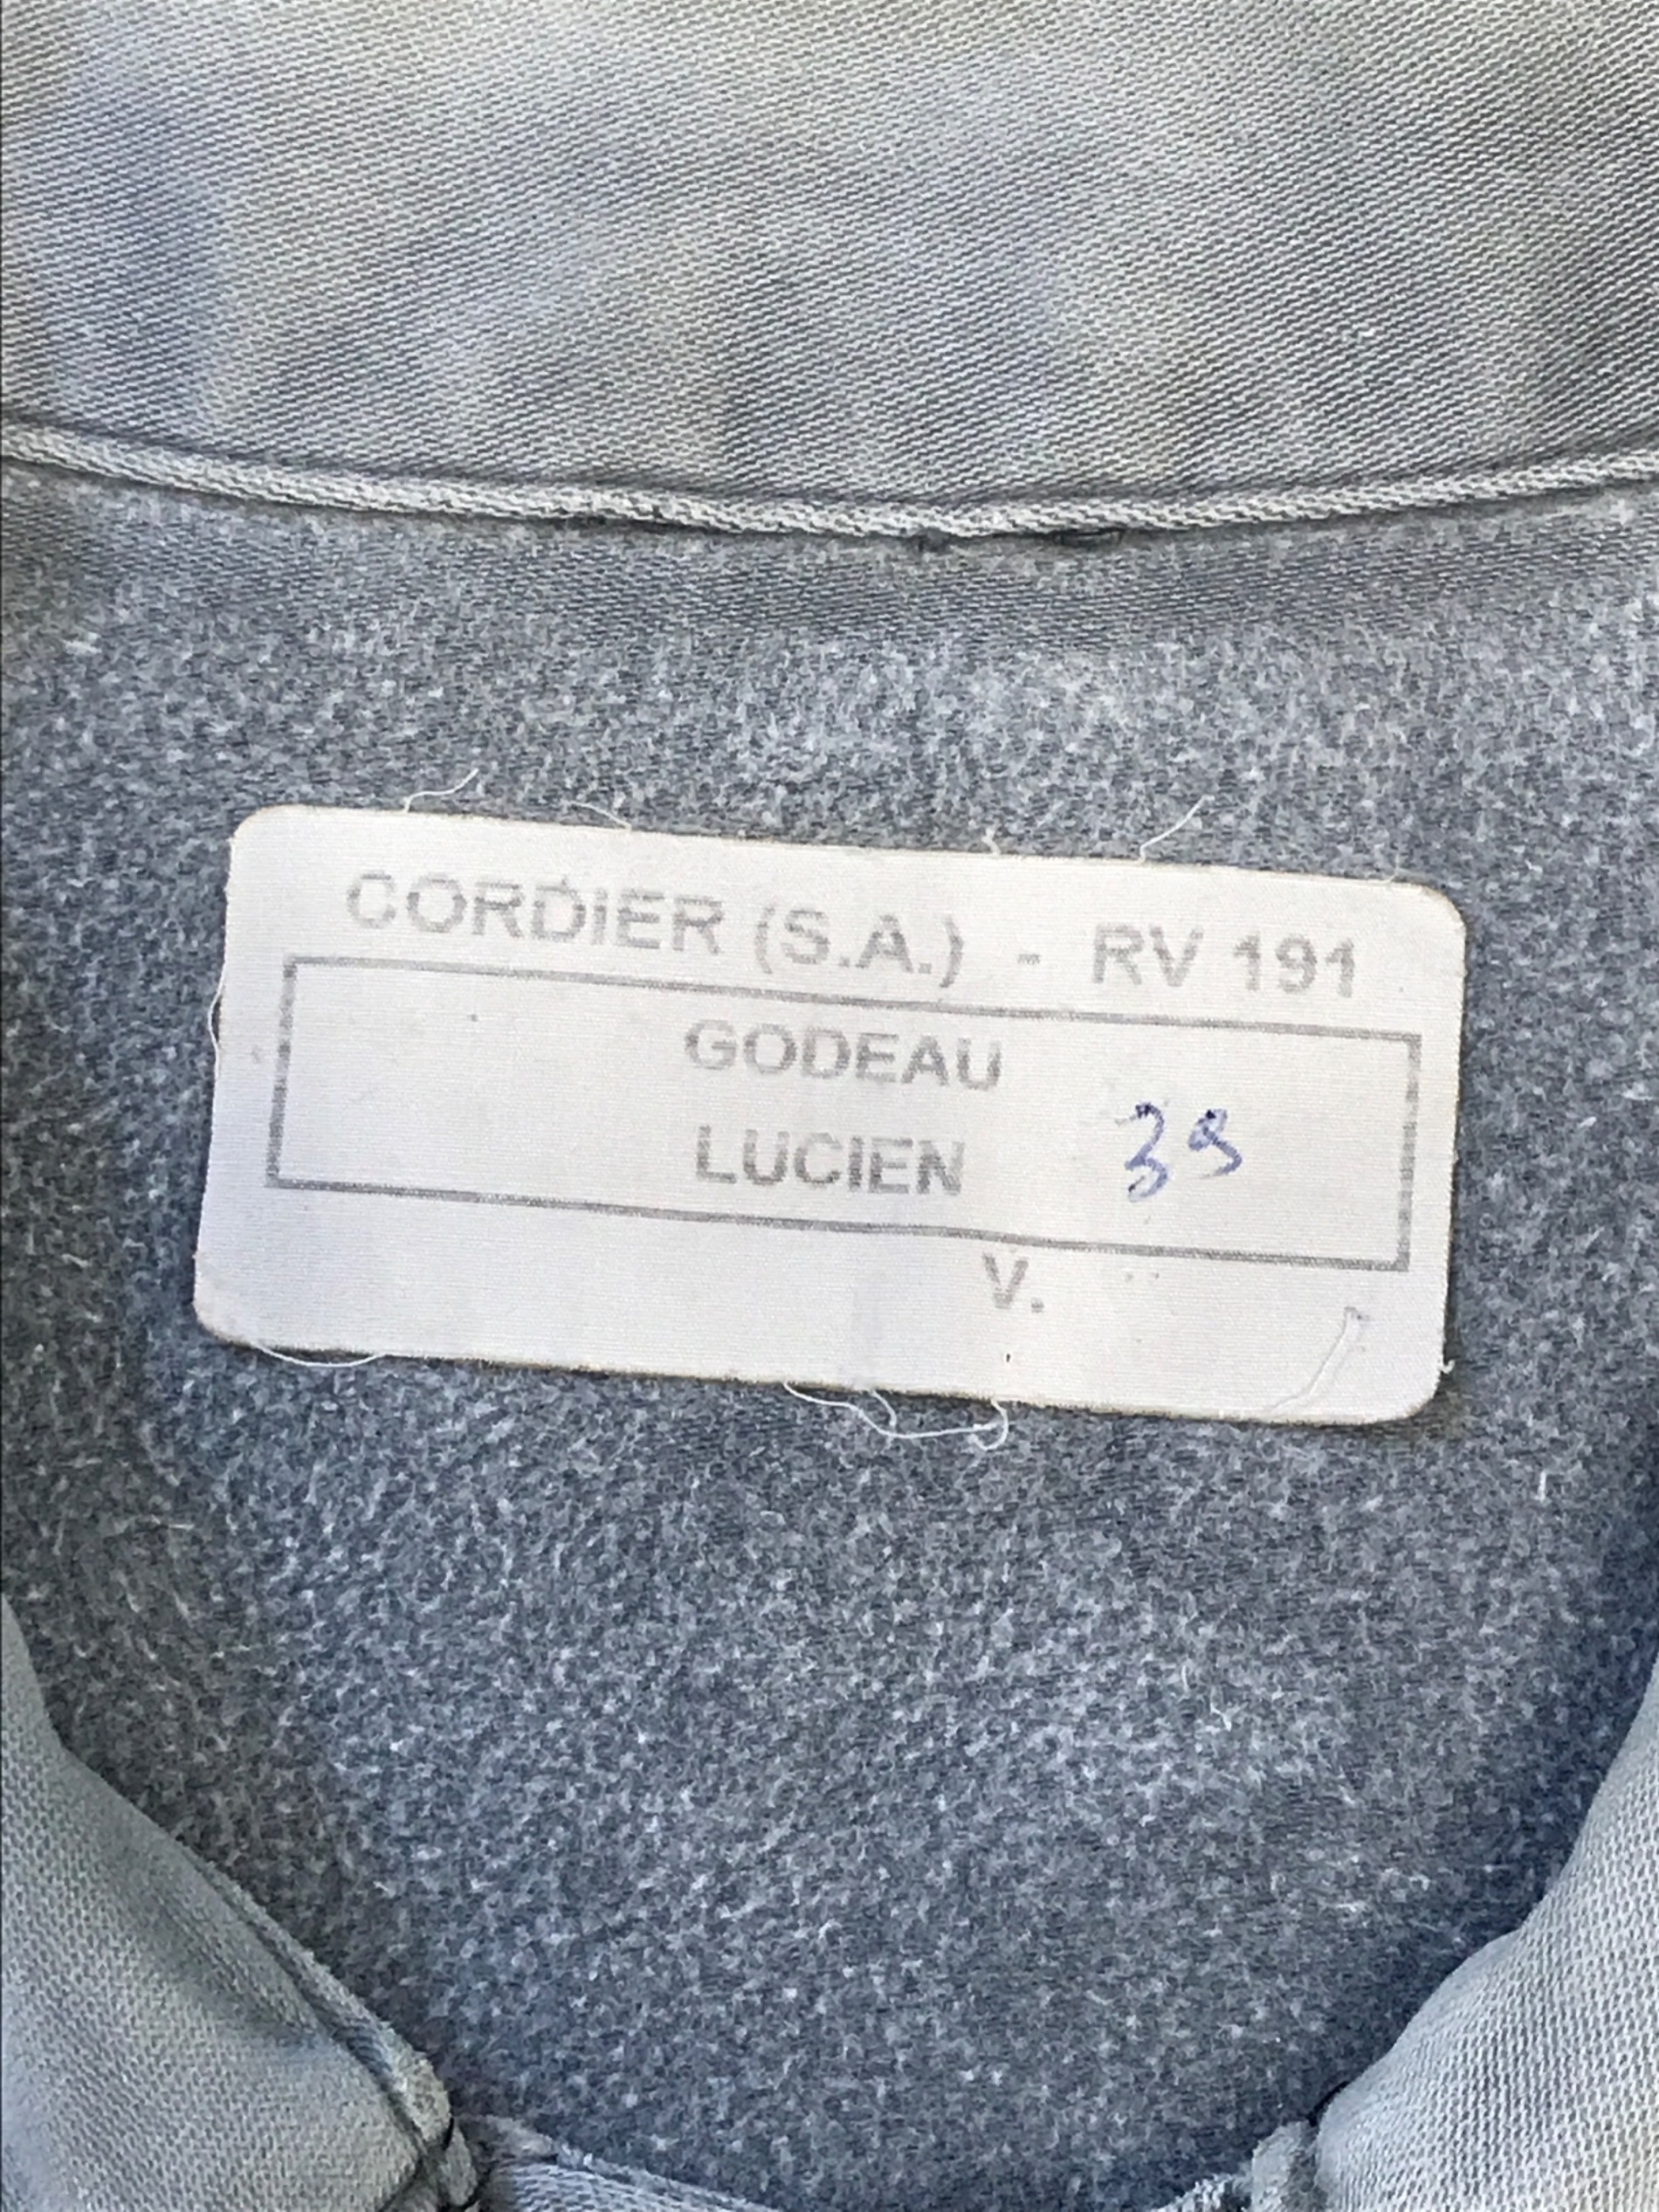 CORDIER (S.A.) - RV 191
GODEAU
LUCIEN 39
V.